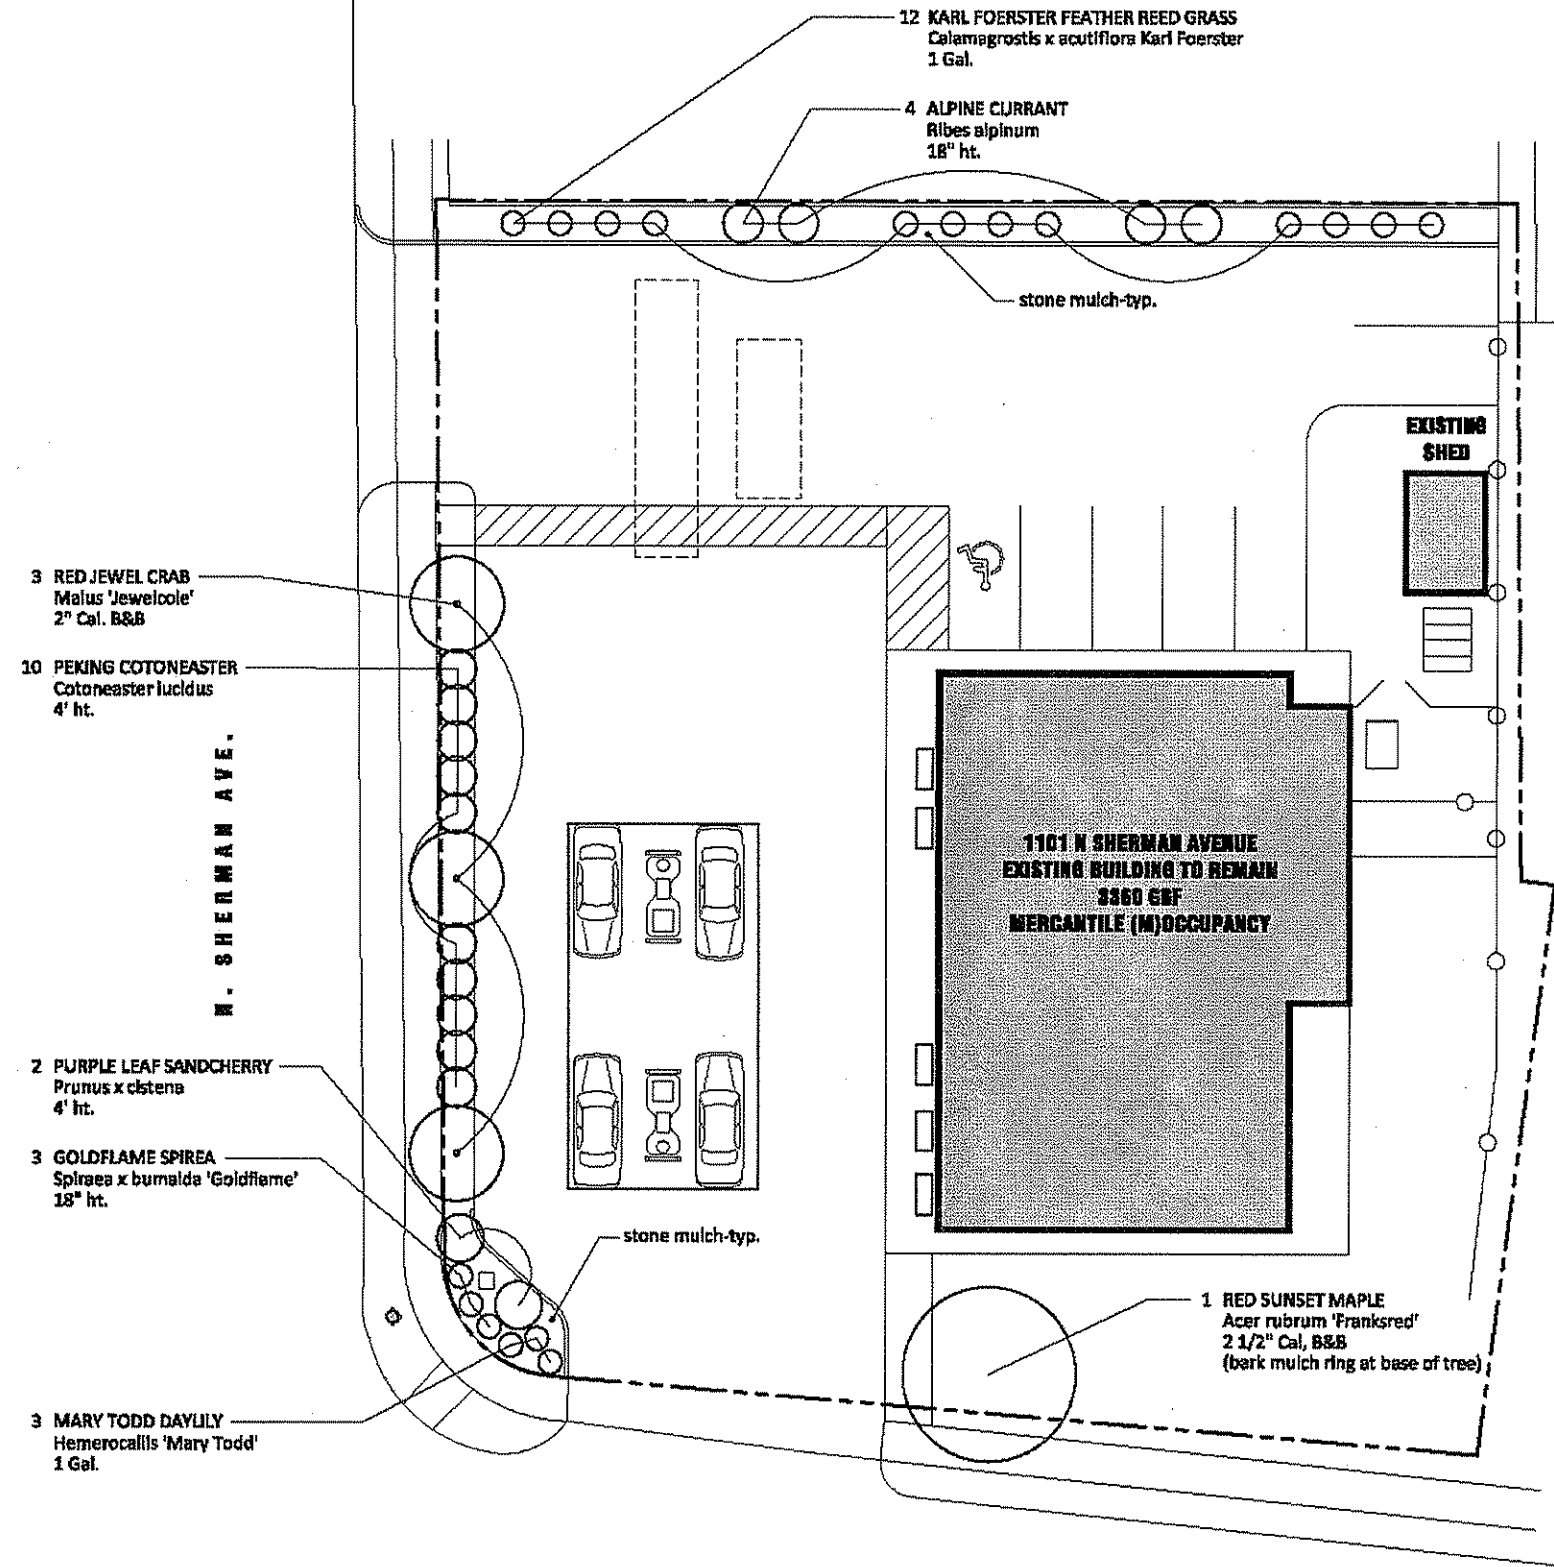 12 KARL FOERSTER FEATHER REED GRASS
Calamagrostis x acutiflora Karl Foerster
1 Gal.
4 ALPINE CURRANT
Ribes alpinum
18" ht.
stone mulch-typ.
EXISTING
SHED
3 RED JEWEL CRAB
Malus 'Jewelcole'
2" Cal. B&B
10 PEKING COTONEASTER
Cotoneaster lucidus
4' ht.
N. SHERMAN AVE.
1101 N SHERMAN AVENUE
EXISTING BUILDING TO REMAIN
3360 GSF
MERCANTILE (M)OCCUPANCY
2 PURPLE LEAF SANDCHERRY
Prunus x cistena
4' ht.
3 GOLDFLAME SPIREA
Spiraea x bumalda 'Goldflame'
18" ht.
stone mulch-typ.
1 RED SUNSET MAPLE
Acer rubrum 'Franksred'
2 1/2" Cal, B&B
(bark mulch ring at base of tree)
3 MARY TODD DAYLILY
Hemerocallis 'Mary Todd'
1 Gal.